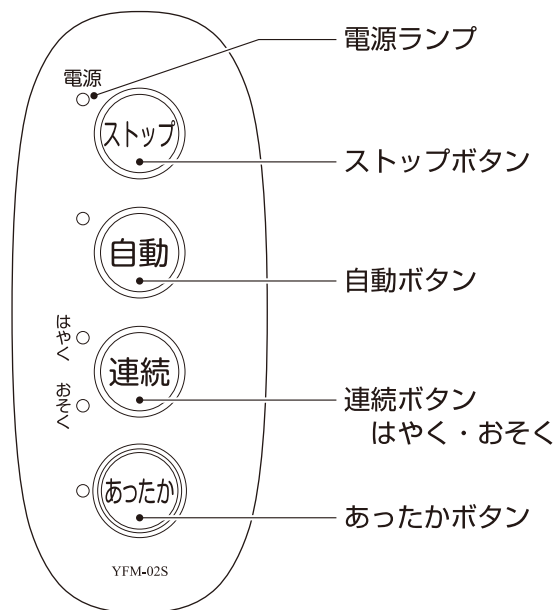 電源ランプ
電源
ストップ
ストップボタン
自動
自動ボタン
はやく
おそく
連続
連続ボタン
はやく・おそく
あったか
あったかボタン
YFM-02S